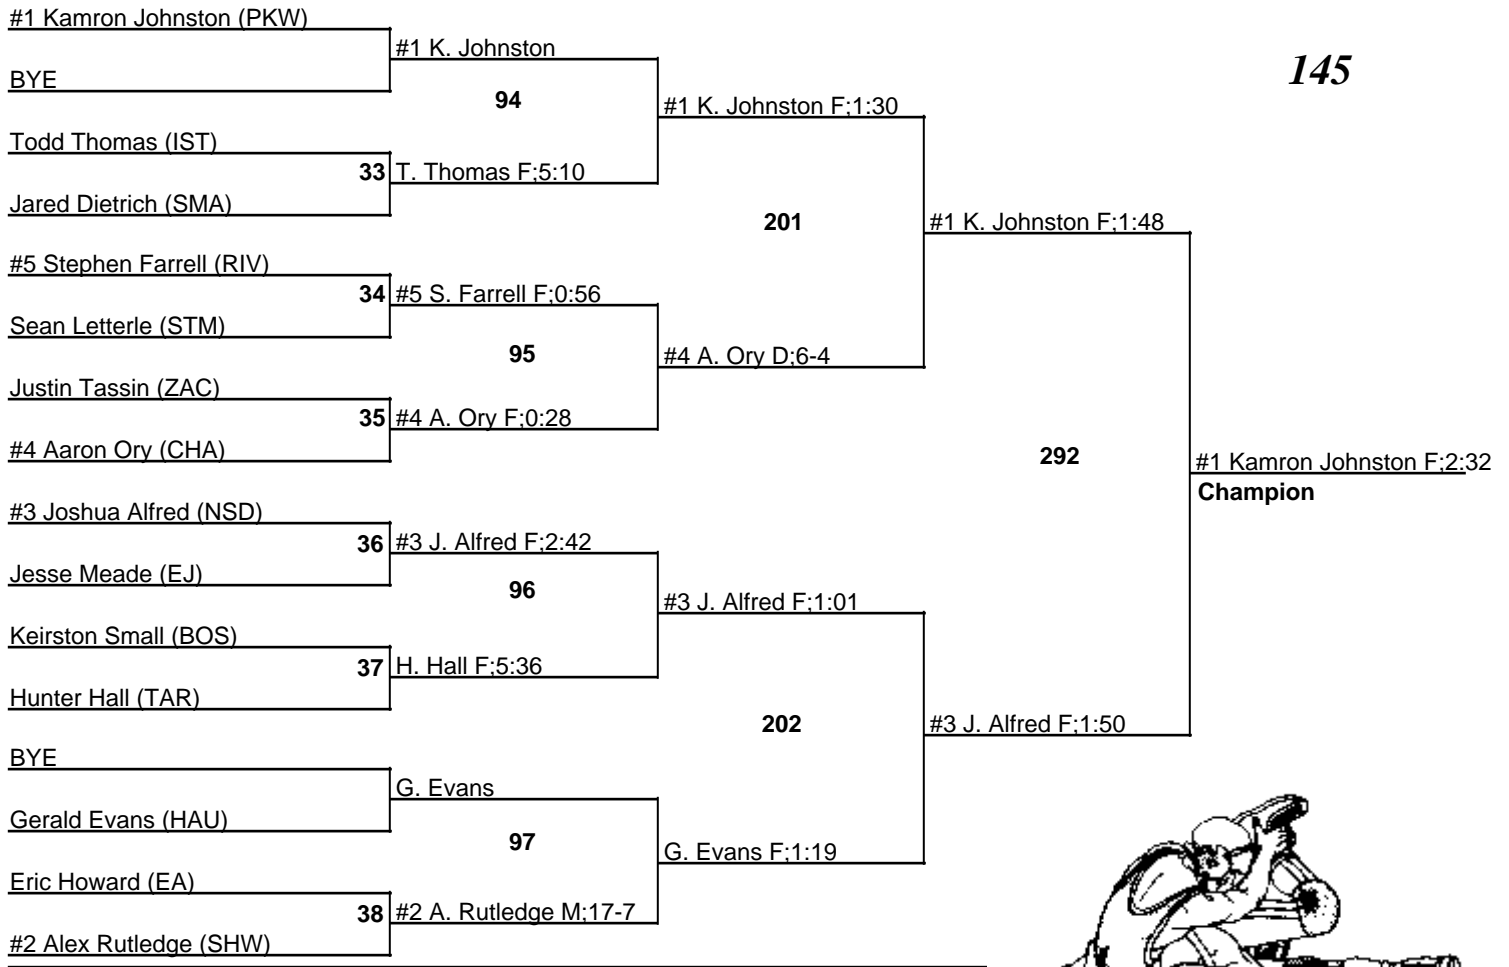 #1 Kamron Johnston (PKW)
BYE
Todd Thomas (IST)
Jared Dietrich (SMA)
#5 Stephen Farrell (RIV)
Sean Letterle (STM)
Justin Tassin (ZAC)
#4 Aaron Ory (CHA)
#3 Joshua Alfred (NSD)
Jesse Meade (EJ)
Keirston Small (BOS)
Hunter Hall (TAR)
BYE
Gerald Evans (HAU)
Eric Howard (EA)
#2 Alex Rutledge (SHW)
#1 K. Johnston
94
33 T. Thomas F;5:10
34 #5 S. Farrell F;0:56
95
35 #4 A. Ory F;0:28
36 #3 J. Alfred F;2:42
96
37 H. Hall F;5:36
G. Evans
97
38 #2 A. Rutledge M;17-7
#1 K. Johnston F;1:30
201
#4 A. Ory D;6-4
#3 J. Alfred F;1:01
202
G. Evans F;1:19
#1 K. Johnston F;1:48
292
#3 J. Alfred F;1:50
145
#1 Kamron Johnston F;2:32
Champion